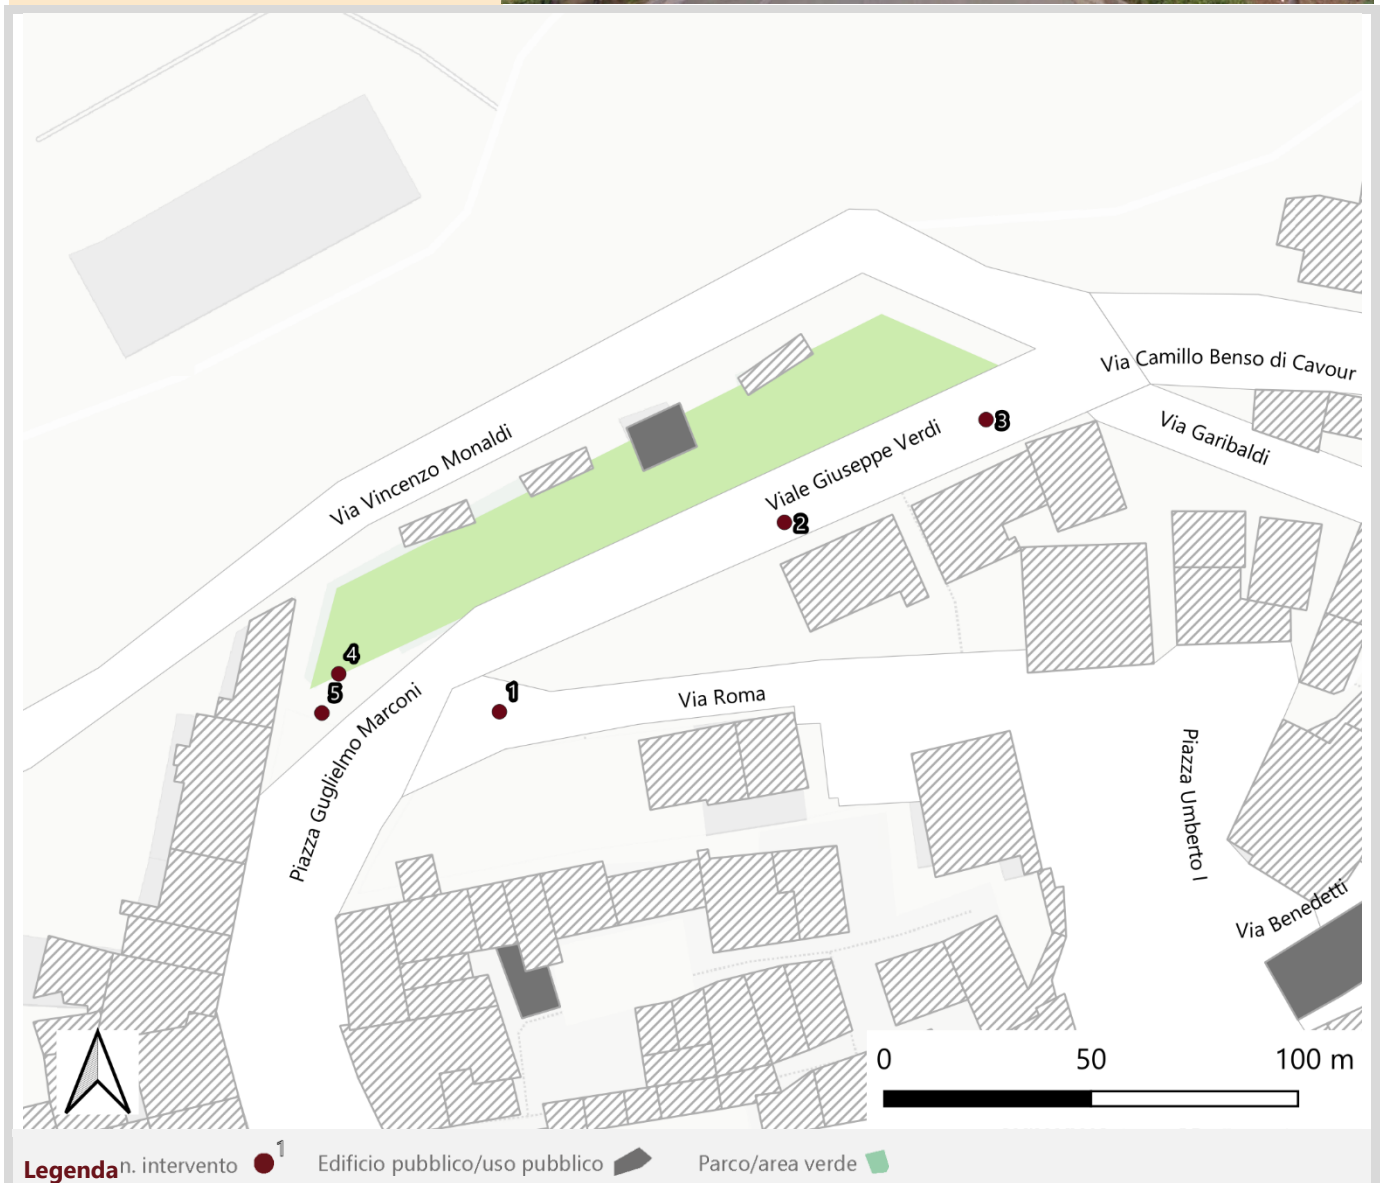 Via Camillo Benso di Cavour
Via Garibaldi
3
Viale Giuseppe Verdi
Via Vincenzo Monaldi
2
4
5
1
Via Roma
Piazza Guglielmo Marconi
Piazza Umberto I
Via Benedetti
0 50 100 m
Legenda n. intervento 1 Edificio pubblico/uso pubblico Parco/area verde